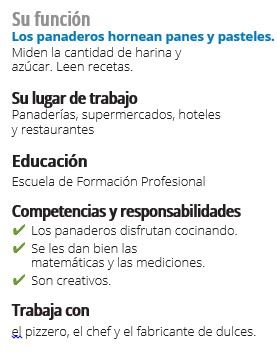 Su función
Los panaderos hornean panes y pasteles.
Miden la cantidad de harina y
azúcar. Leen recetas.
Su lugar de trabajo
Panaderías, supermercados, hoteles
y restaurantes
Educación
Escuela de Formación Profesional
Competencias y responsabilidades
✔ Los panaderos disfrutan cocinando.
✔ Se les dan bien las
matemáticas y las mediciones.
✔ Son creativos.
Trabaja con
el pizzero, el chef y el fabricante de dulces.